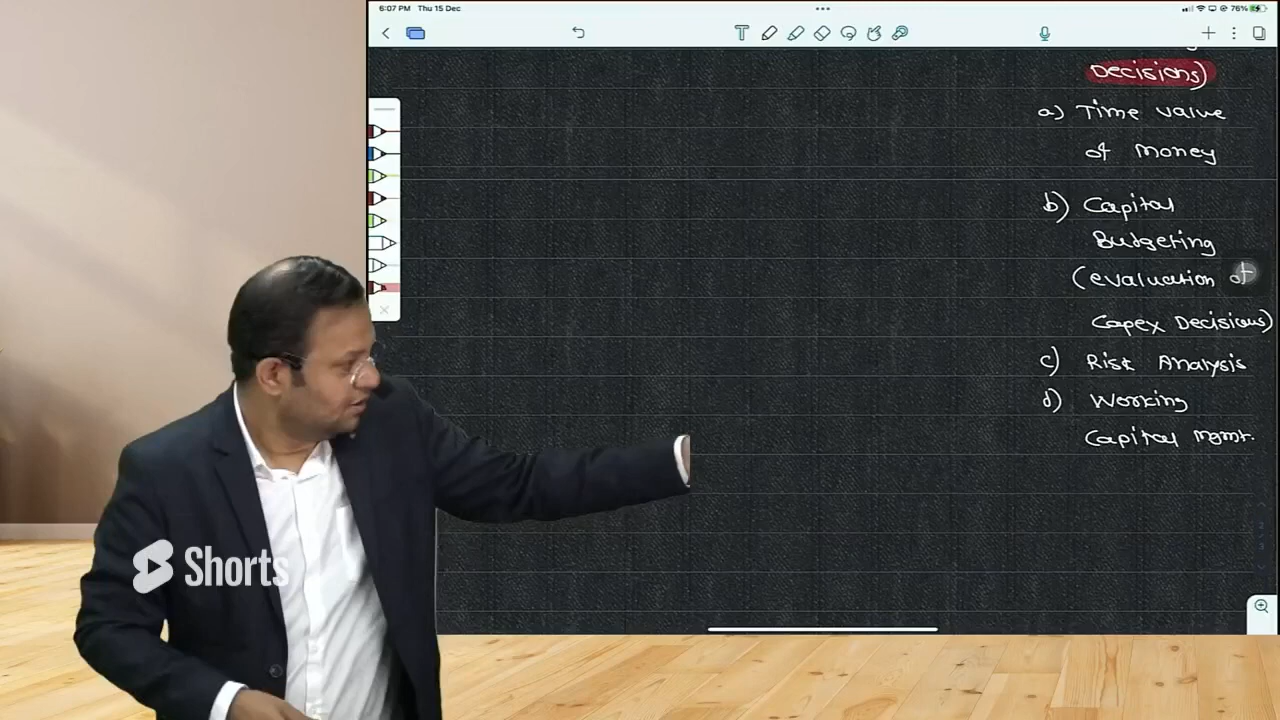 6:07 PM Thu 15 Dec
76%
Decisions)
a) Time value
of Money
b) Capital
Budgeting
(evaluation of
Capex Decisions)
c) Risk Analysis
d) Working
Capital Mgmt.
Shorts